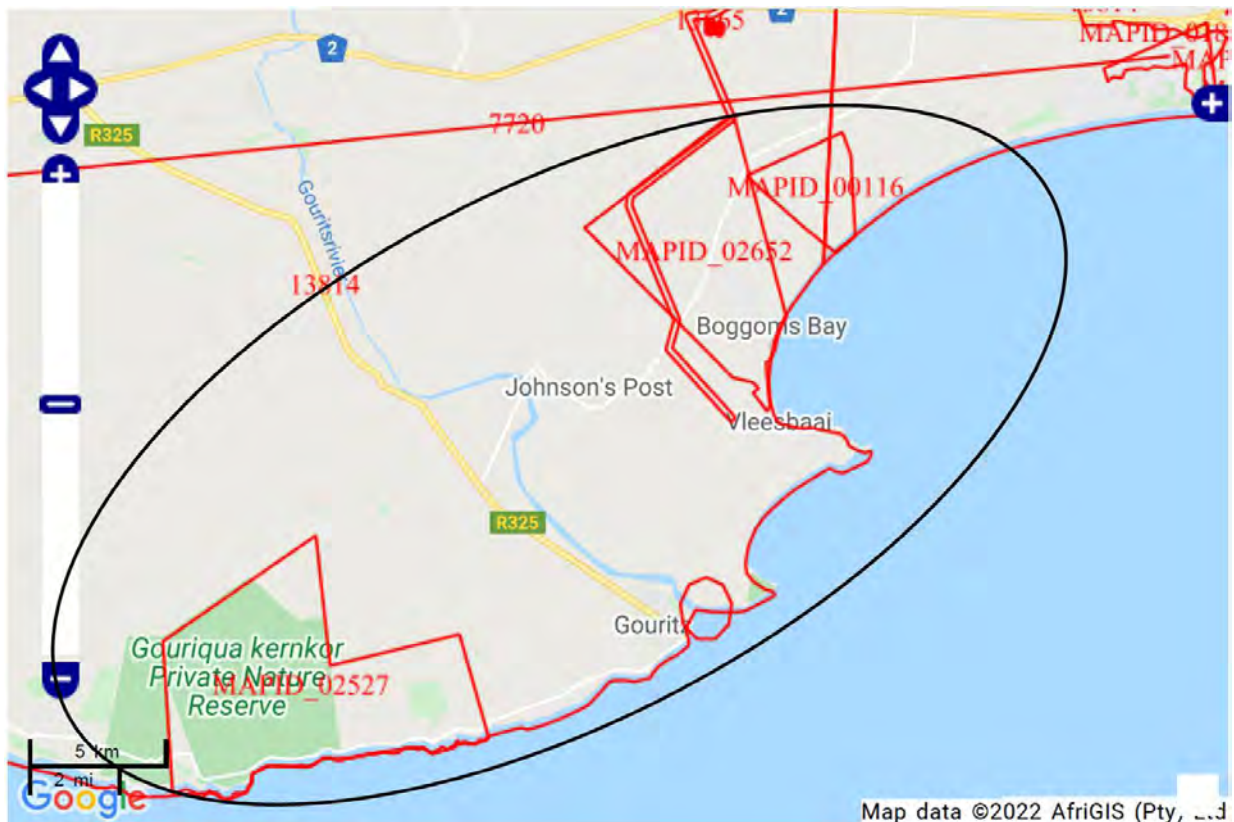 2
2
R325
7720
MAPID_00116
Gouritsrivier
MAPID_02652
13814
Boggoms Bay
Johnson's Post
Vleesbaai
R325
Gouritz
Gouriqua kernkor
Private Nature
Reserve
MAPID_02527
5 km
2 mi
Google
Map data ©2022 AfriGIS (Pty) Ltd